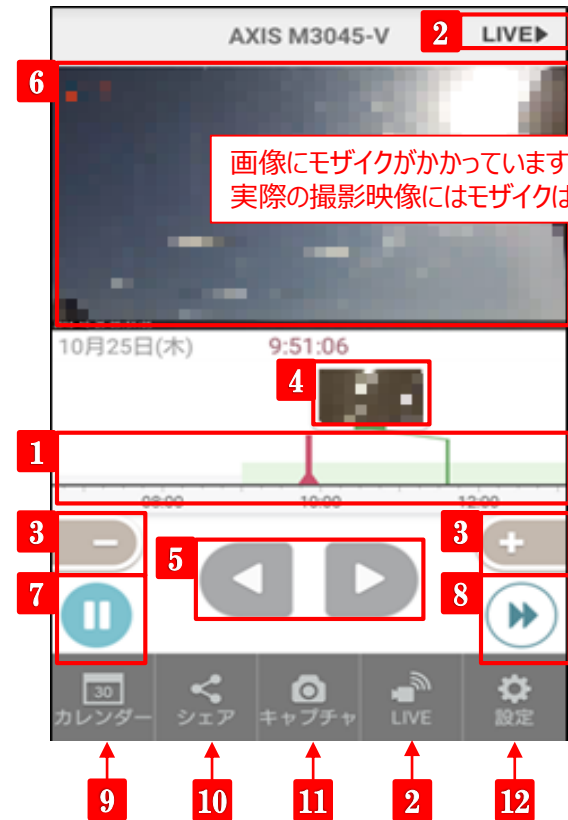 AXIS M3045-V
2
LIVE▶
6
画像にモザイクがかかっています
実際の撮影映像にはモザイクは
10月25日(木)
9:51:06
4
1
08:00
10:00
12:00
3
−
5
3
+
7
8
30
カレンダー
シェア
キャプチャ
LIVE
設定
9
10
11
2
12